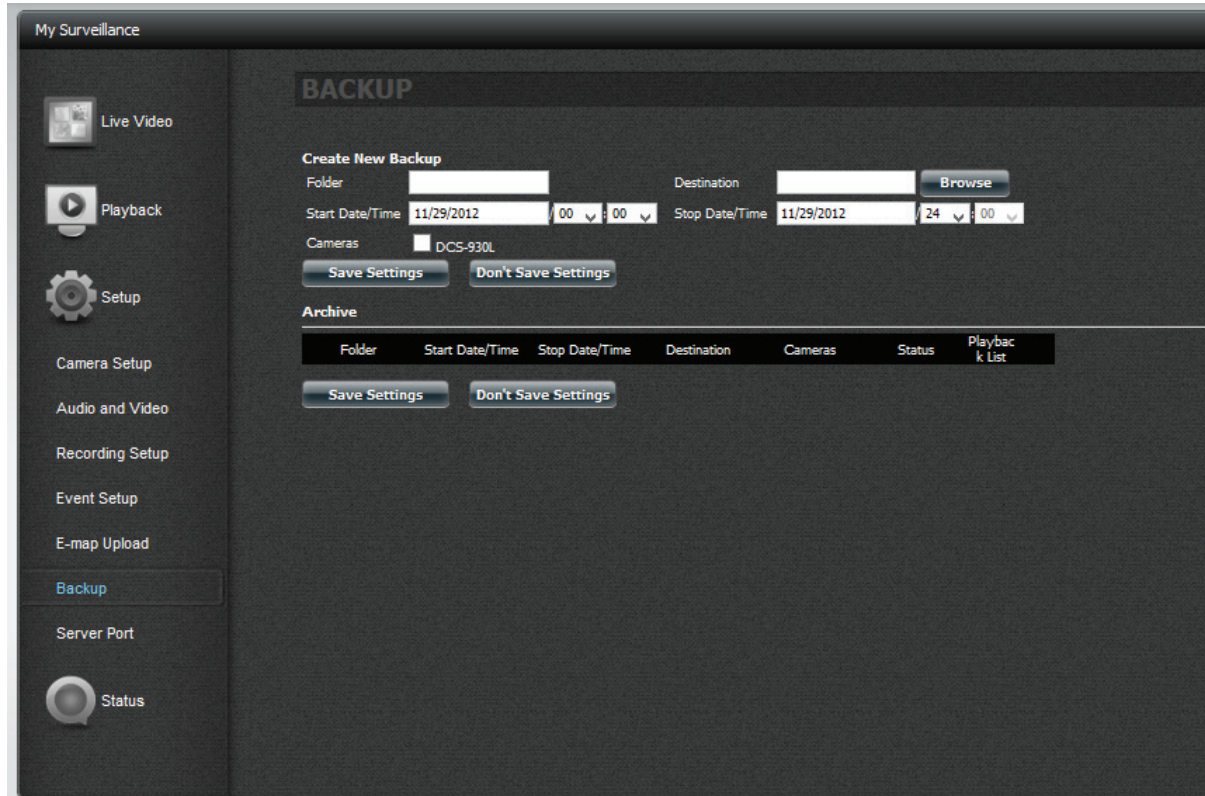 My Surveillance
Live Video
Playback
Setup
Camera Setup
Audio and Video
Recording Setup
Event Setup
E-map Upload
Backup
Server Port
Status
BACKUP
Create New Backup
Folder Destination Browse
Start Date/Time 11/29/2012 / 00 : 00 Stop Date/Time 11/29/2012 / 24 : 00
Cameras DCS-930L
Save Settings Don't Save Settings
Archive
Folder Start Date/Time Stop Date/Time Destination Cameras Status Playbac
k List
Save Settings Don't Save Settings